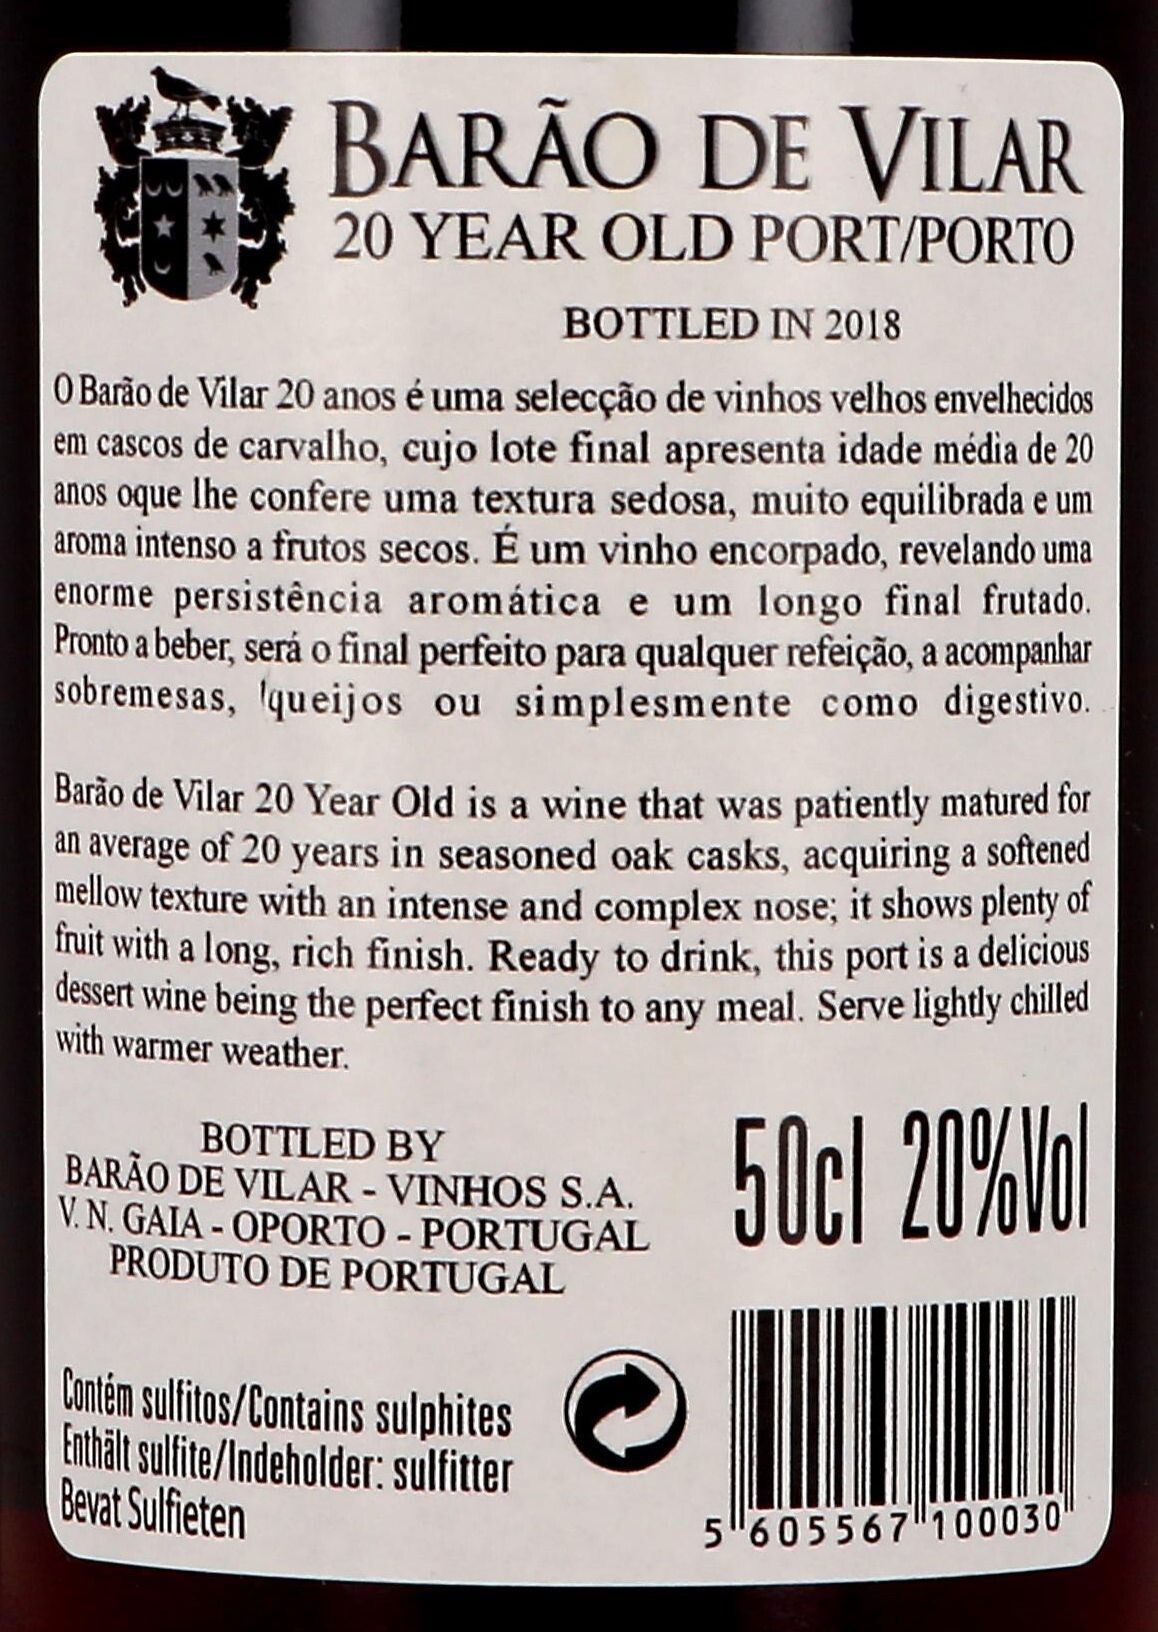 BARÃO DE VILAR
20 YEAR OLD PORT/PORTO
BOTTLED IN 2018
O Barão de Vilar 20 anos é uma selecção de vinhos velhos envelhecidos
em cascos de carvalho, cujo lote final apresenta idade média de 20
anos oque lhe confere uma textura sedosa, muito equilibrada e um
aroma intenso a frutos secos. É um vinho encorpado, revelando uma
enorme persistência aromática e um longo final frutado.
Pronto a beber, será o final perfeito para qualquer refeição, a acompanhar
sobremesas, queijos ou simplesmente como digestivo.
Barão de Vilar 20 Year Old is a wine that was patiently matured for
an average of 20 years in seasoned oak casks, acquiring a softened
mellow texture with an intense and complex nose; it shows plenty of
fruit with a long, rich finish. Ready to drink, this port is a delicious
dessert wine being the perfect finish to any meal. Serve lightly chilled
with warmer weather.
BOTTLED BY
BARÃO DE VILAR - VINHOS S.A.
V. N. GAIA - OPORTO - PORTUGAL
PRODUTO DE PORTUGAL
50cl 20%Vol
Contém sulfitos/Contains sulphites
Enthält sulfite/Indeholder: sulfitter
Bevat Sulfieten
5 605567 100030